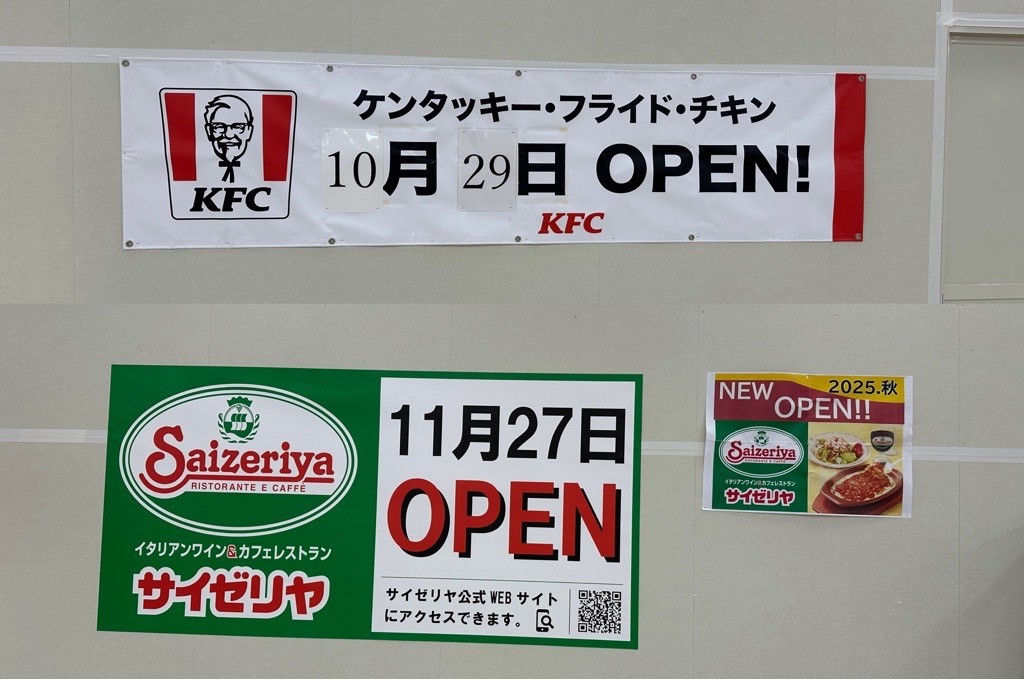 ケンタッキー・フライド・チキン
10月 29日 OPEN!
KFC
KFC
Saizeriya
RISTORANTE E CAFFÈ
イタリアンワイン&カフェレストラン
サイゼリヤ
11月27日
OPEN
サイゼリヤ公式WEBサイト
にアクセスできます。
2025.秋
NEW
OPEN!!
Saizeriya
RISTORANTE E CAFFÈ
イタリアンワイン&カフェレストラン
サイゼリヤ